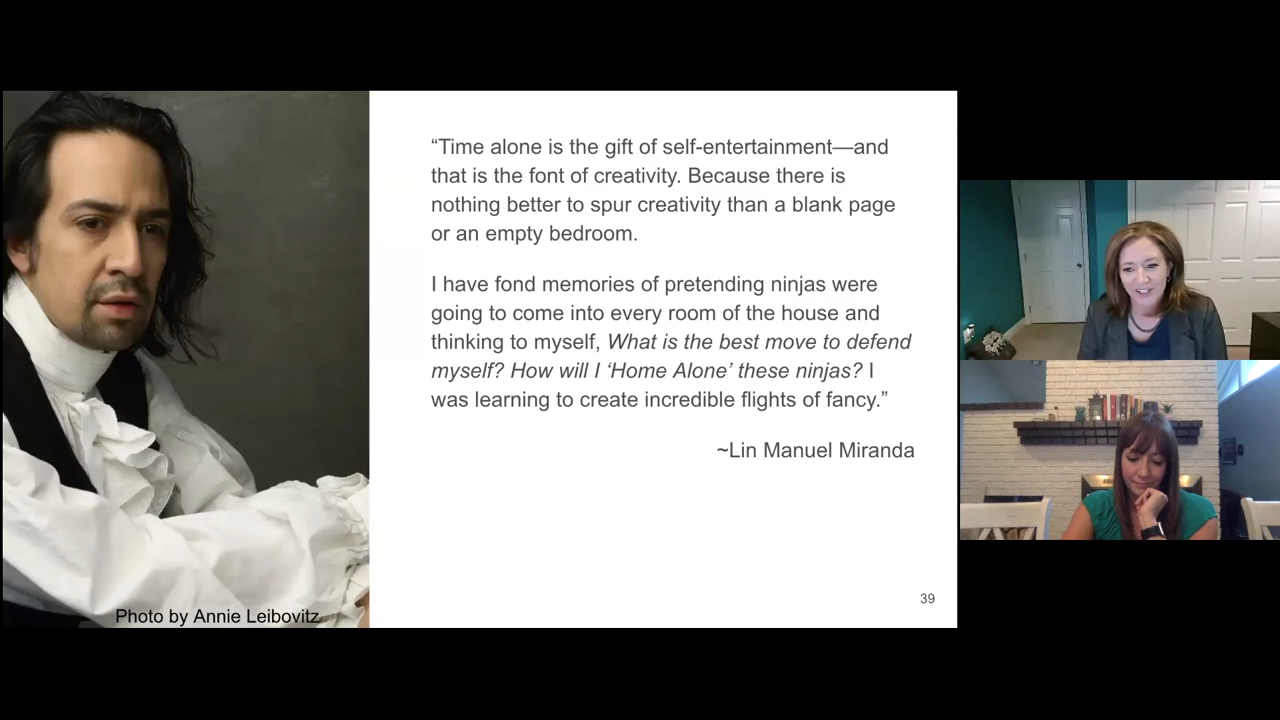 “Time alone is the gift of self-entertainment—and
that is the font of creativity. Because there is
nothing better to spur creativity than a blank page
or an empty bedroom.
I have fond memories of pretending ninjas were
going to come into every room of the house and
thinking to myself, What is the best move to defend
myself? How will I ‘Home Alone’ these ninjas? I
was learning to create incredible flights of fancy.”
~Lin Manuel Miranda
39
Photo by Annie Leibovitz